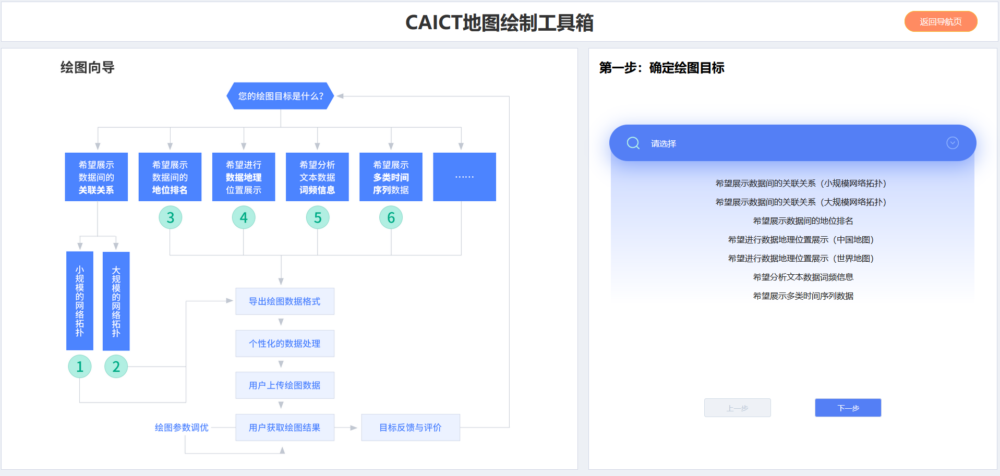 CAICT地图绘制工具箱
返回导航页
绘图向导
您的绘图目标是什么？
希望展示
数据间的
关联关系
希望展示
数据间的
地位排名
希望进行
数据地理
位置展示
希望分析
文本数据
词频信息
希望展示
多类时间
序列数据
……
3
4
5
6
小规模的网络拓扑
大规模的网络拓扑
1
2
导出绘图数据格式
个性化的数据处理
用户上传绘图数据
绘图参数调优
用户获取绘图结果
目标反馈与评价
第一步：确定绘图目标
请选择
希望展示数据间的关联关系（小规模网络拓扑）
希望展示数据间的关联关系（大规模网络拓扑）
希望展示数据间的地位排名
希望进行数据地理位置展示（中国地图）
希望进行数据地理位置展示（世界地图）
希望分析文本数据词频信息
希望展示多类时间序列数据
上一步
下一步